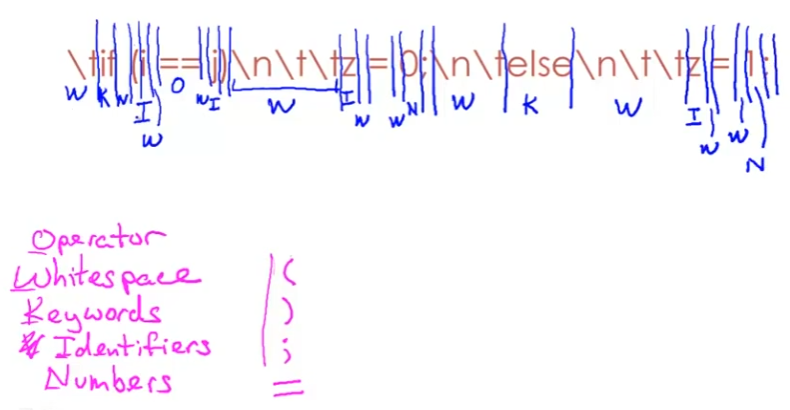 \tif (i == j)\n\t\tz = 0;\n\telse\n\t\tz = 1;
W K W I W O W I W I W W N W K W I W W N
Operator
Whitespace (
Keywords )
Identifiers ;
Numbers =